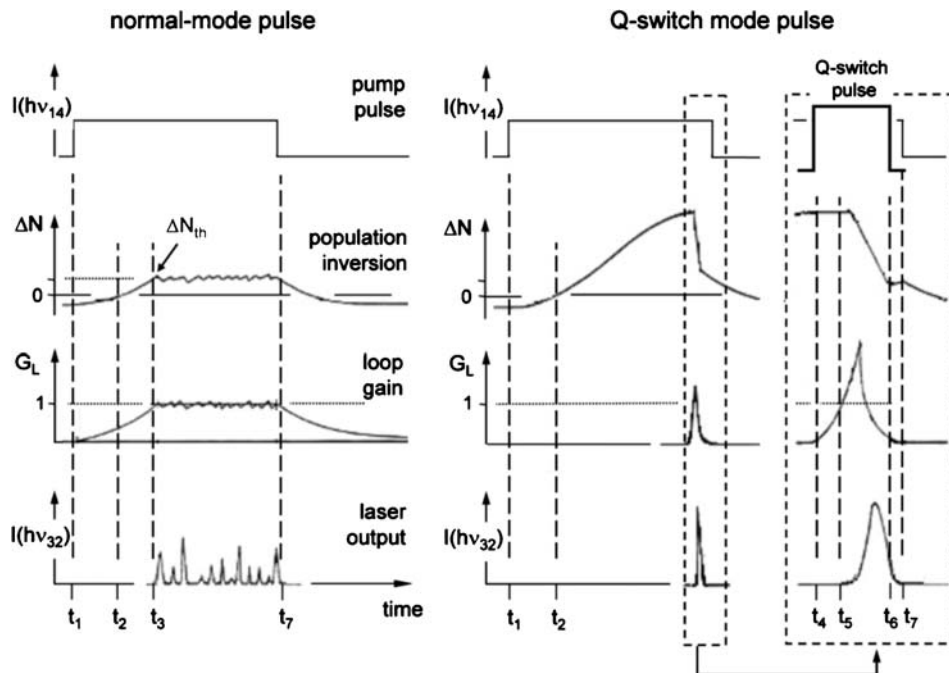 normal-mode pulse
Q-switch mode pulse
I(hν₁₄)
pump
pulse
ΔN
ΔNth
population
inversion
0
G_L
loop
gain
1
I(hν₃₂)
laser
output
t₁
t₂
t₃
t₇
time
I(hν₁₄)
ΔN
0
G_L
1
I(hν₃₂)
t₁
t₂
Q-switch
pulse
t₄
t₅
t₆
t₇